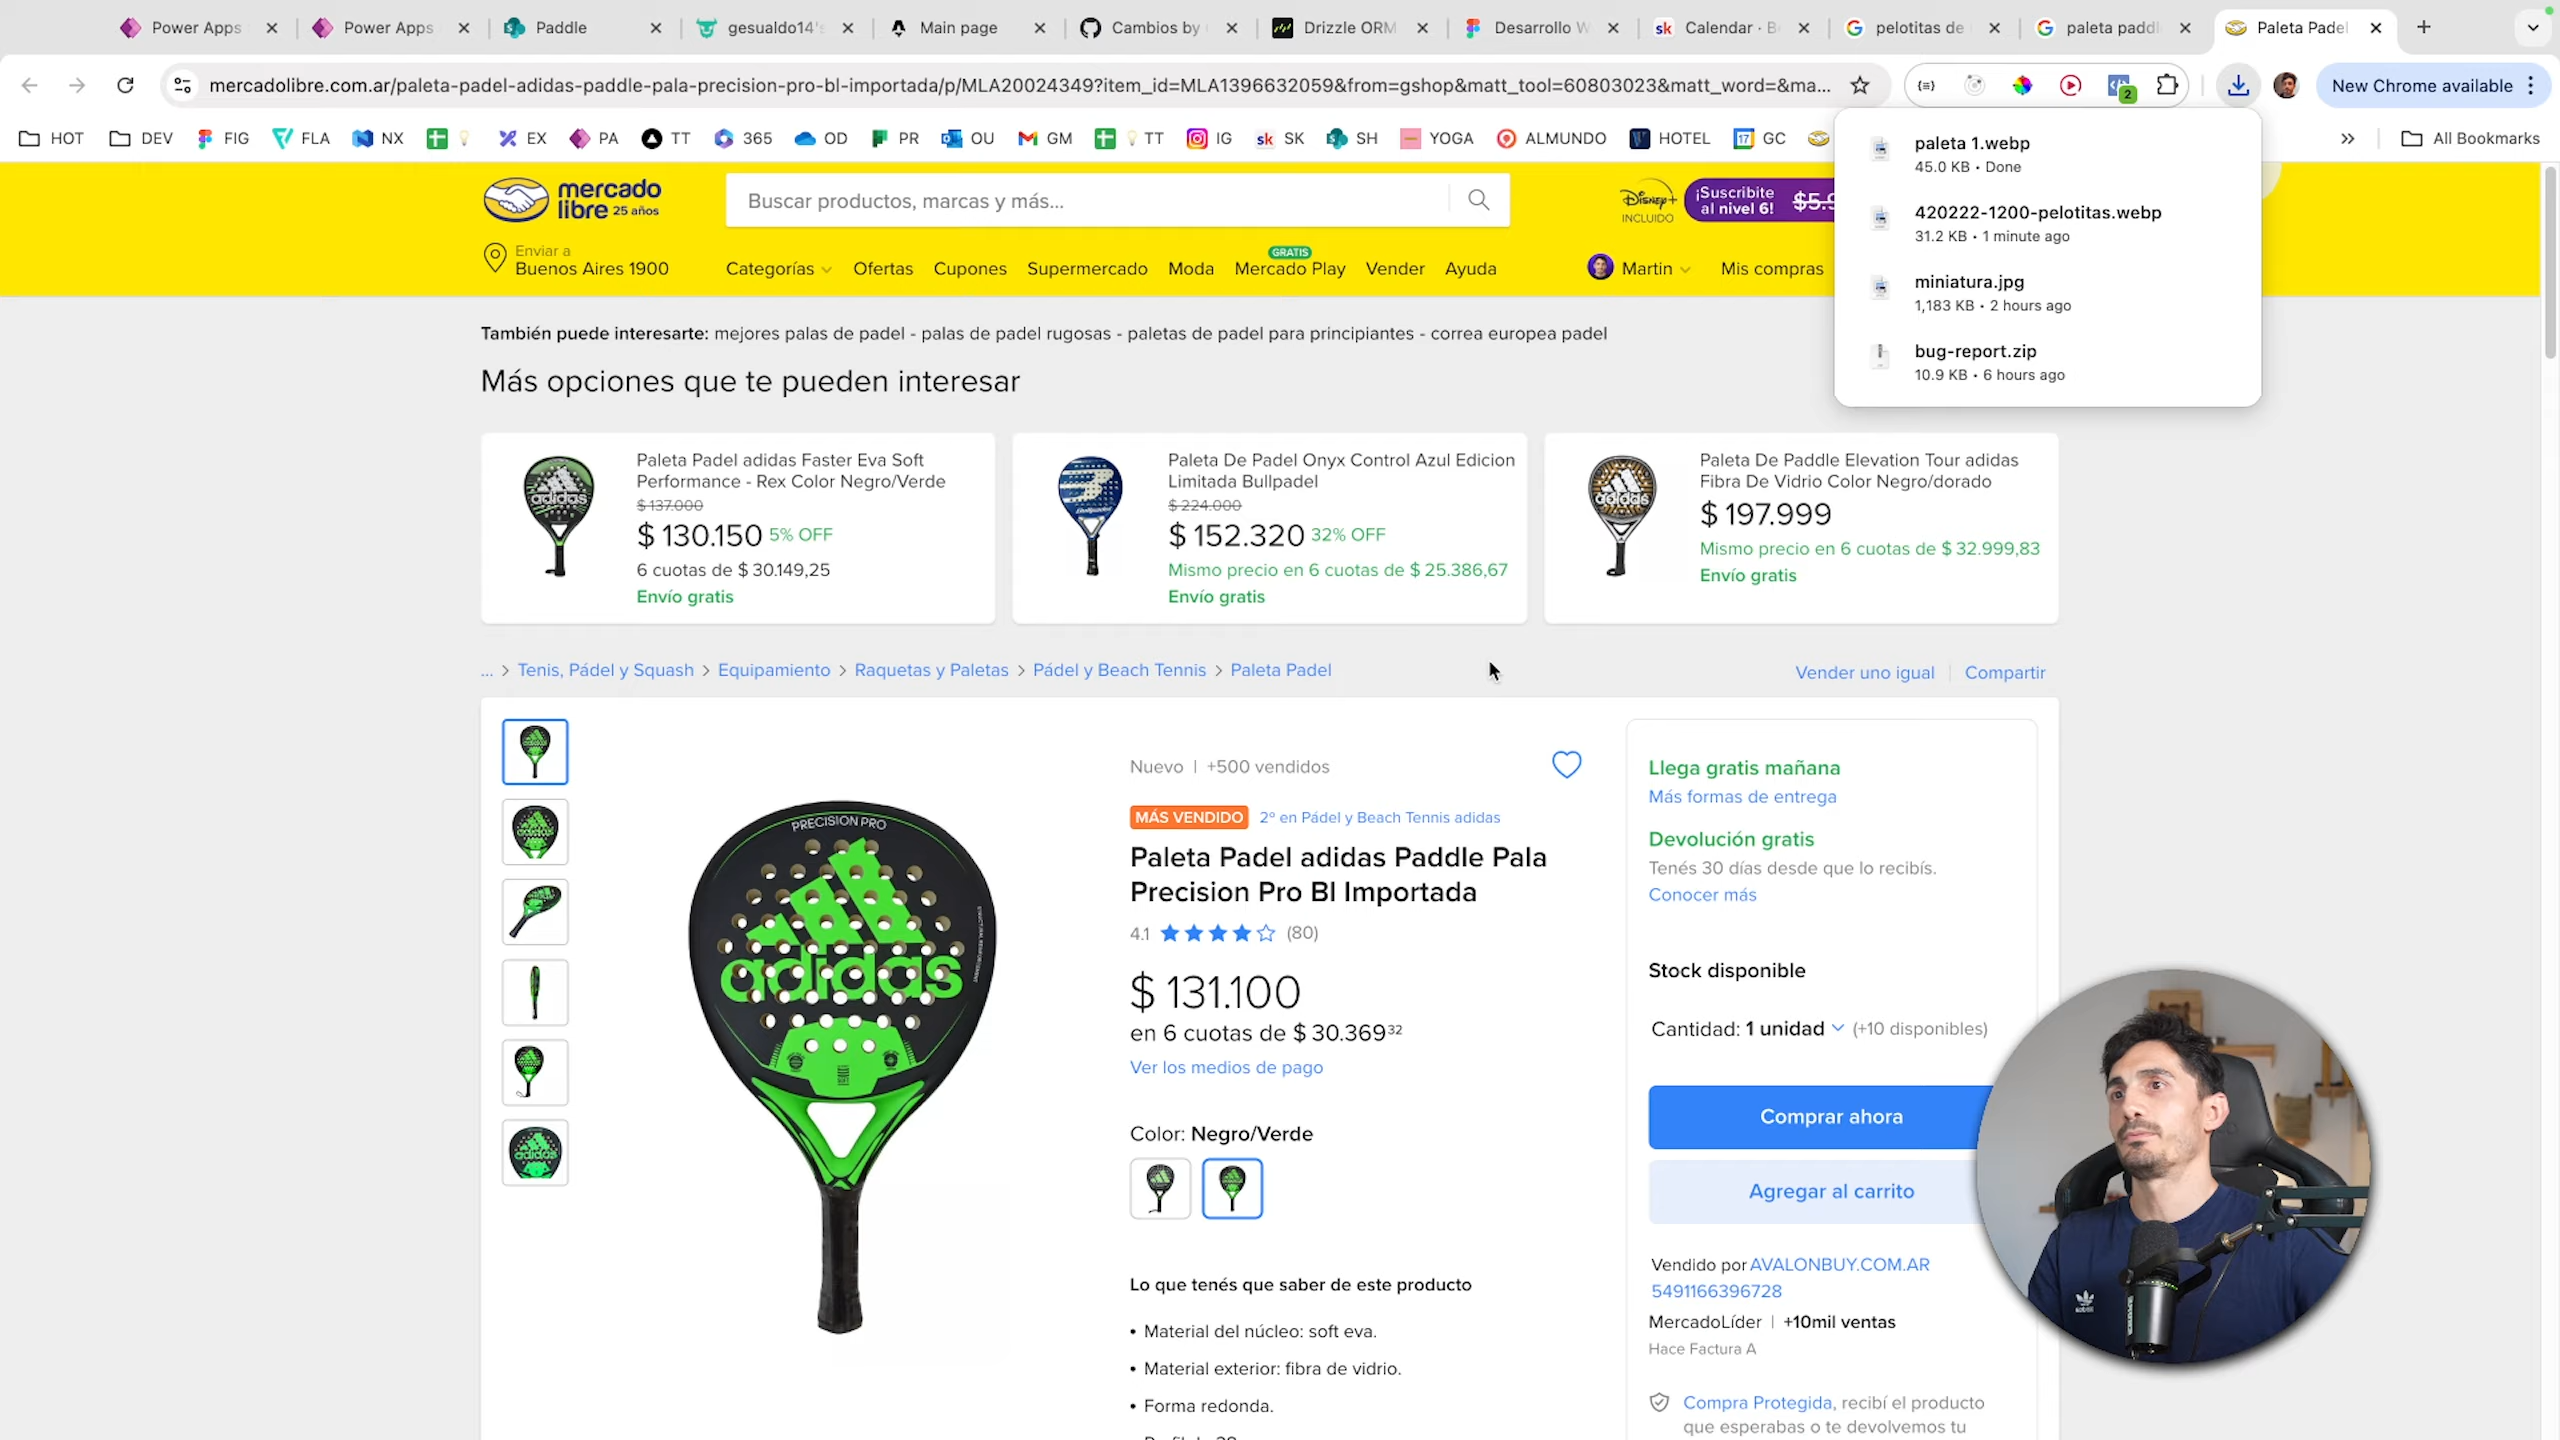 Power Apps
Power Apps
Paddle
gesualdo14's
Main page
Cambios by
Drizzle ORM
Desarrollo W
Calendar · B
pelotitas de
paleta paddl
Paleta Padel
mercadolibre.com.ar/paleta-padel-adidas-paddle-pala-precision-pro-bl-importada/p/MLA20024349?item_id=MLA1396632059&from=gshop&matt_tool=60803023&matt_word=&ma...
2
New Chrome available
HOT
DEV
FIG
FLA
NX
EX
PA
TT
365
OD
PR
OU
GM
TT
IG
sk SK
SH
YOGA
ALMUNDO
HOTEL
17 GC
All Bookmarks
paleta 1.webp
45.0 KB • Done
420222-1200-pelotitas.webp
31.2 KB • 1 minute ago
miniatura.jpg
1,183 KB • 2 hours ago
bug-report.zip
10.9 KB • 6 hours ago
mercado
libre 25 años
Buscar productos, marcas y más...
Disney+
INCLUIDO
¡Suscribite
al nivel 6!
Enviar a
Buenos Aires 1900
Categorías
Ofertas
Cupones
Supermercado
Moda
GRATIS
Mercado Play
Vender
Ayuda
Martin
Mis compras
También puede interesarte: mejores palas de padel - palas de padel rugosas - paletas de padel para principiantes - correa europea padel
Más opciones que te pueden interesar
Paleta Padel adidas Faster Eva Soft
Performance - Rex Color Negro/Verde
$ 137.000
$ 130.150 5% OFF
6 cuotas de $ 30.149,25
Envío gratis
Paleta De Padel Onyx Control Azul Edicion
Limitada Bullpadel
$ 224.000
$ 152.320 32% OFF
Mismo precio en 6 cuotas de $ 25.386,67
Envío gratis
Paleta De Paddle Elevation Tour adidas
Fibra De Vidrio Color Negro/dorado
$ 197.999
Mismo precio en 6 cuotas de $ 32.999,83
Envío gratis
... > Tenis, Pádel y Squash > Equipamiento > Raquetas y Paletas > Pádel y Beach Tennis > Paleta Padel
Vender uno igual
Compartir
PRECISION PRO
adidas
Nuevo | +500 vendidos
MÁS VENDIDO 2º en Pádel y Beach Tennis adidas
Paleta Padel adidas Paddle Pala
Precision Pro Bl Importada
4.1 (80)
$ 131.100
en 6 cuotas de $ 30.369³²
Ver los medios de pago
Color: Negro/Verde
Lo que tenés que saber de este producto
• Material del núcleo: soft eva.
• Material exterior: fibra de vidrio.
• Forma redonda.
Llega gratis mañana
Más formas de entrega
Devolución gratis
Tenés 30 días desde que lo recibís.
Conocer más
Stock disponible
Cantidad: 1 unidad (+10 disponibles)
Comprar ahora
Agregar al carrito
Vendido por AVALONBUY.COM.AR
5491166396728
MercadoLíder | +10mil ventas
Hace Factura A
Compra Protegida, recibí el producto
que esperabas o te devolvemos tu